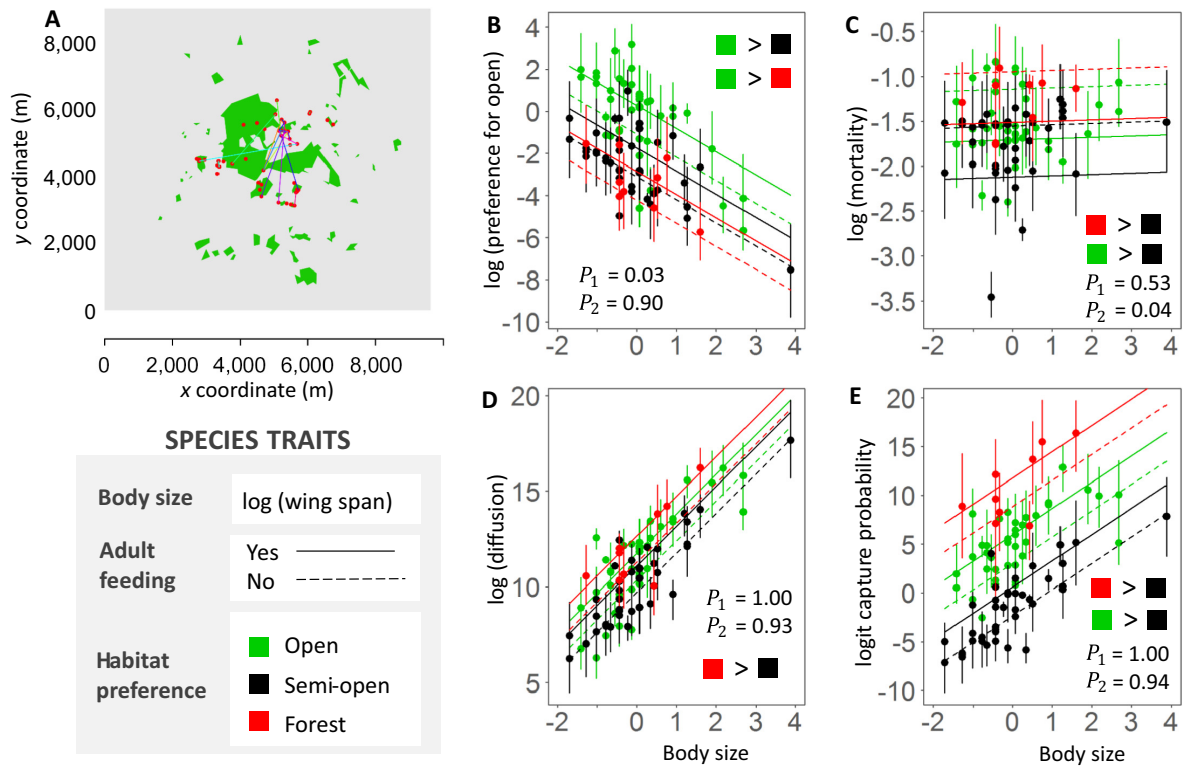 A
8,000
6,000
4,000
2,000
0
y coordinate (m)
0 2,000 4,000 6,000 8,000
x coordinate (m)
SPECIES TRAITS
Body size log (wing span)
Adult feeding
Yes
No
Habitat preference
Open
Semi-open
Forest
B
4
2
0
-2
-4
-6
-8
-10
log (preference for open)
>
>
P1 = 0.03
P2 = 0.90
-2 -1 0 1 2 3 4
C
-0.5
-1.0
-1.5
-2.0
-2.5
-3.0
-3.5
log (mortality)
>
>
P1 = 0.53
P2 = 0.04
-2 -1 0 1 2 3 4
D
20
15
10
5
log (diffusion)
P1 = 1.00
P2 = 0.93
>
-2 -1 0 1 2 3 4
Body size
E
20
15
10
5
0
-5
-10
logit capture probability
>
>
P1 = 1.00
P2 = 0.94
-2 -1 0 1 2 3 4
Body size